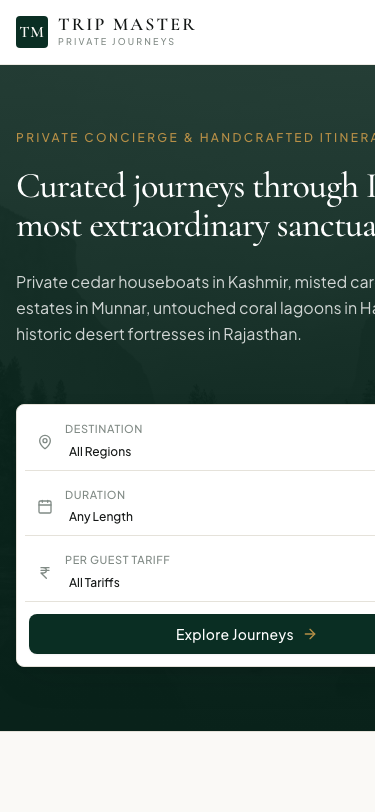 TM
TRIP MASTER
PRIVATE JOURNEYS
PRIVATE CONCIERGE & HANDCRAFTED ITINERA
Curated journeys through I
most extraordinary sanctua
Private cedar houseboats in Kashmir, misted car
estates in Munnar, untouched coral lagoons in Ha
historic desert fortresses in Rajasthan.
DESTINATION
All Regions
DURATION
Any Length
PER GUEST TARIFF
All Tariffs
Explore Journeys →